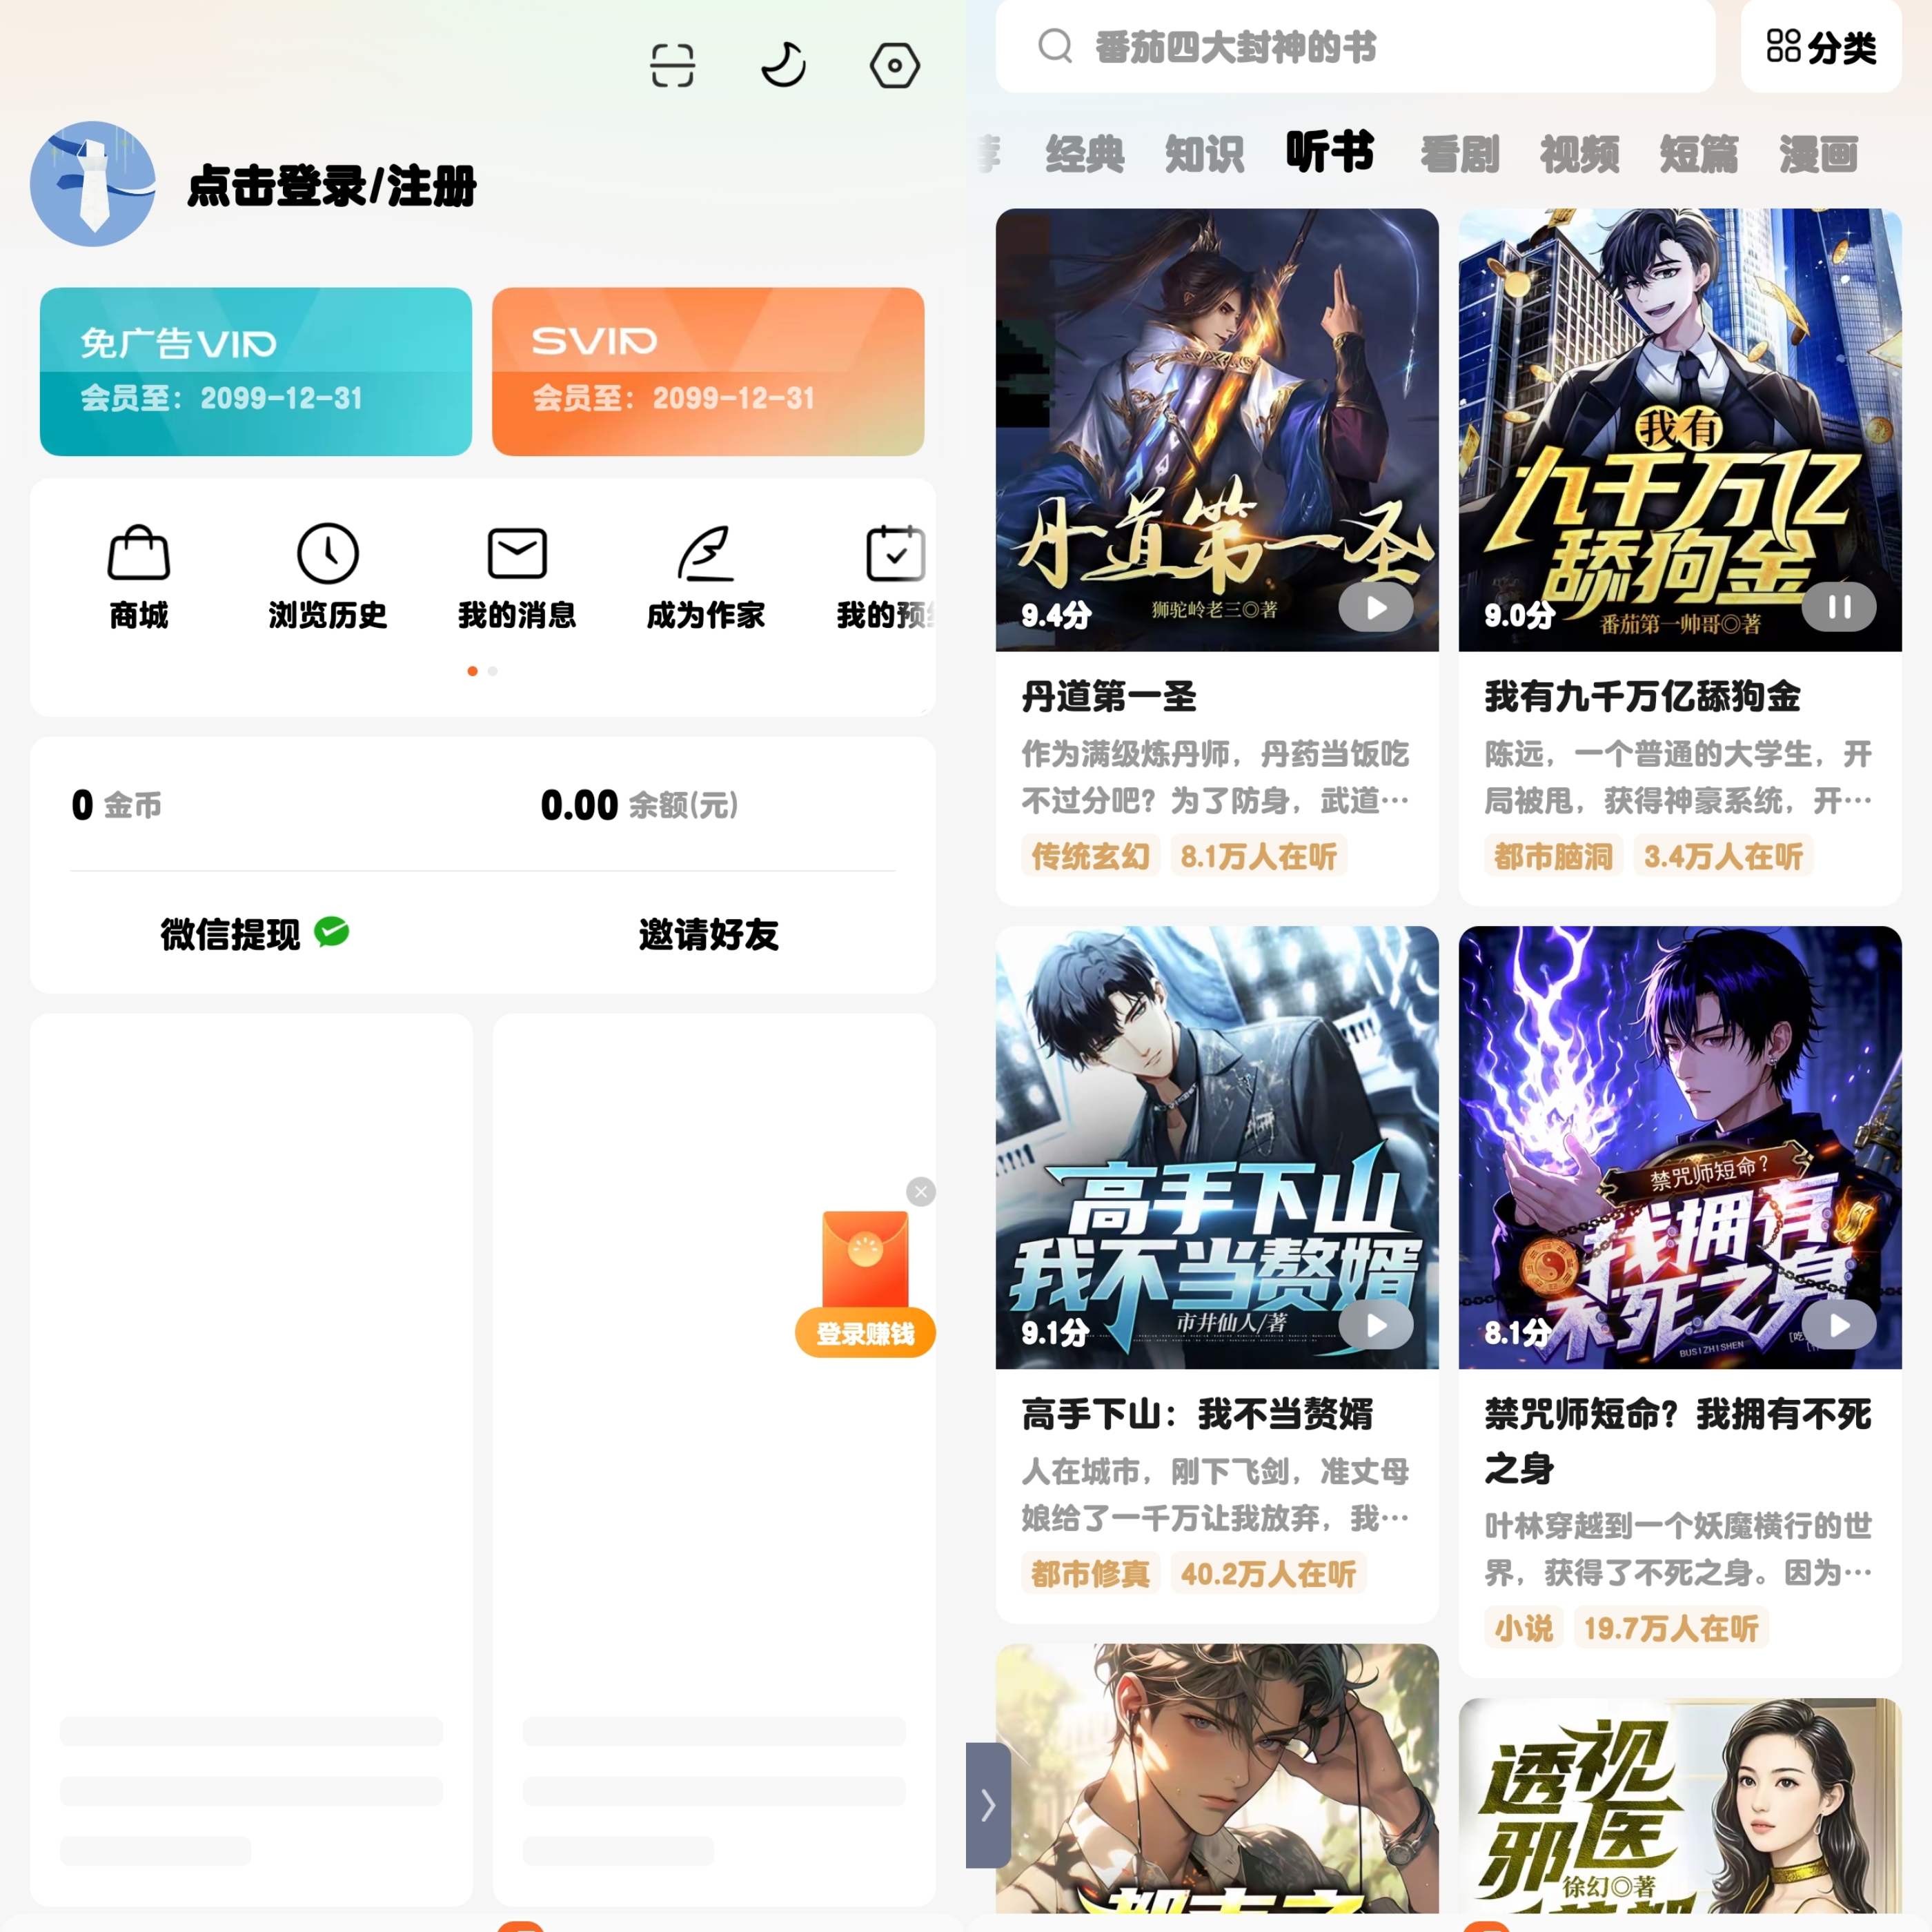 点击登录/注册
免广告VIP
会员至：2099-12-31
SVIP
会员至：2099-12-31
商城
浏览历史
我的消息
成为作家
我的预
0 金币
0.00 余额(元)
微信提现
邀请好友
登录赚钱
番茄四大封神的书
分类
荐
经典
知识
听书
看剧
视频
短篇
漫画
丹道第一圣
狮驼岭老三◎著
9.4分
丹道第一圣
作为满级炼丹师，丹药当饭吃
不过分吧？为了防身，武道…
传统玄幻
8.1万人在听
我有
九千万亿
舔狗金
番茄第一帅哥◎著
9.0分
我有九千万亿舔狗金
陈远，一个普通的大学生，开
局被甩，获得神豪系统，开…
都市脑洞
3.4万人在听
高手下山
我不当赘婿
市井仙人/著
9.1分
高手下山：我不当赘婿
人在城市，刚下飞剑，准丈母
娘给了一千万让我放弃，我…
都市修真
40.2万人在听
禁咒师短命？
我拥有
不死之身
BUSIZHISHEN
8.1分
禁咒师短命？我拥有不死
之身
叶林穿越到一个妖魔横行的世
界，获得了不死之身。因为…
小说
19.7万人在听
透视
邪医
徐幻◎著